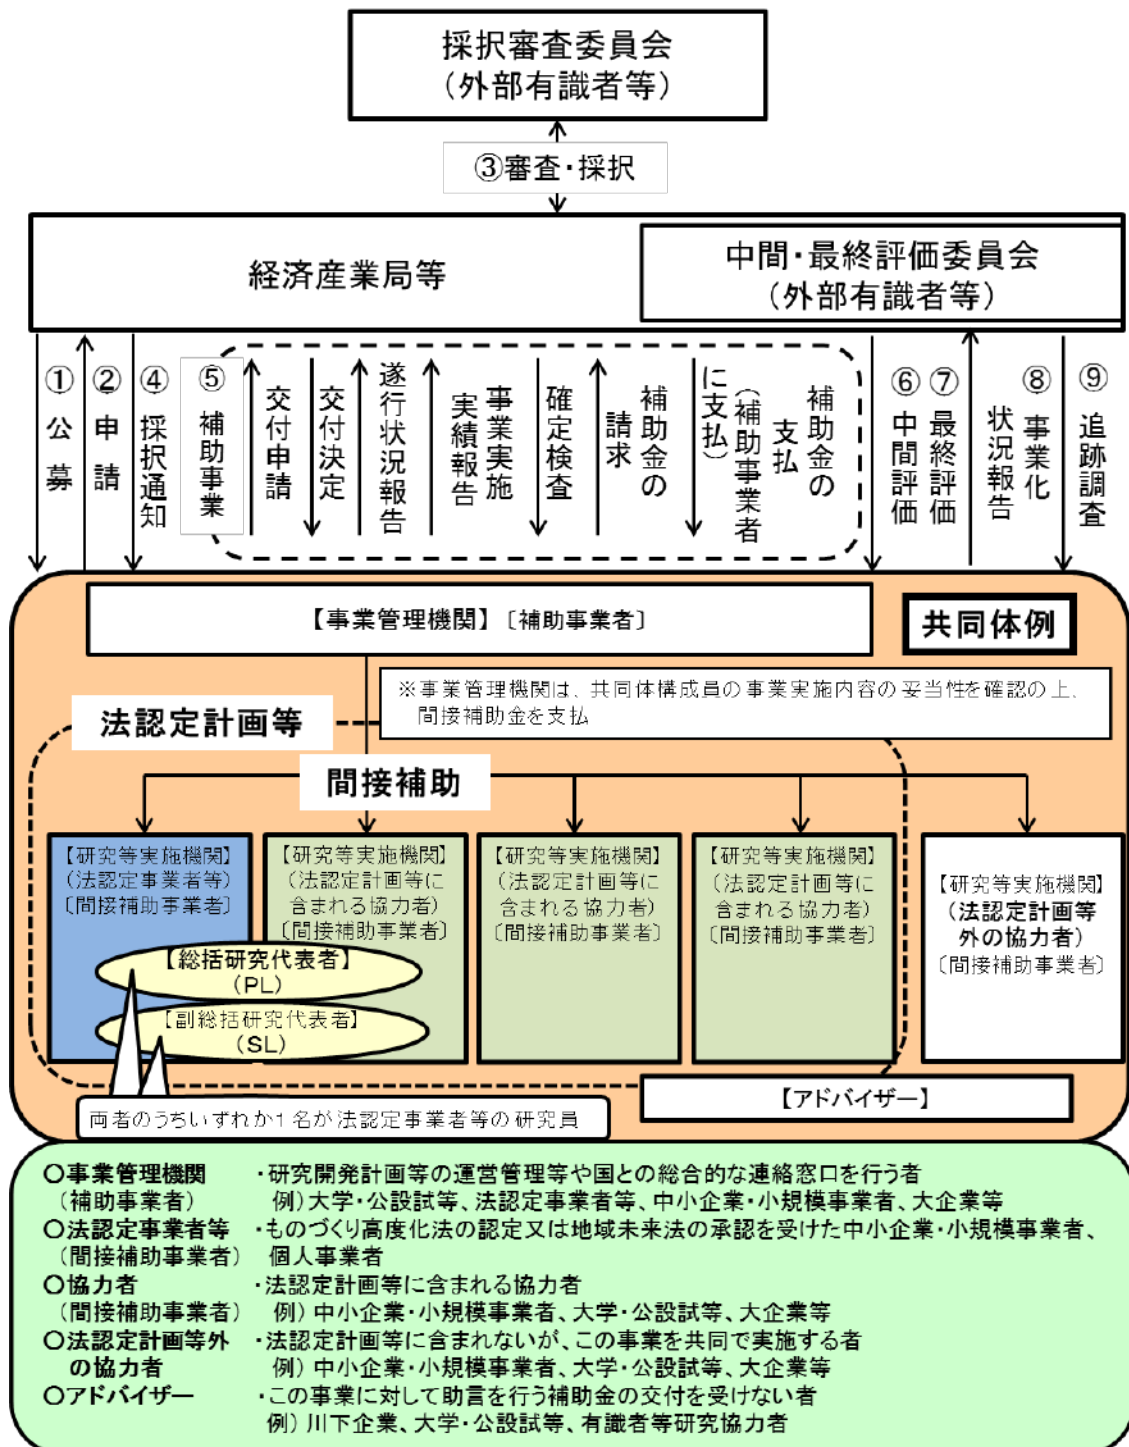 採択審査委員会
(外部有識者等)
③審査・採択
経済産業局等
中間・最終評価委員会
(外部有識者等)
①公募
②申請
④採択通知
⑤補助事業
交付申請
交付決定
遂行状況報告
事業実施
実績報告
確定検査
補助金の
請求
補助金の
支払
(補助事業者
に支払)
⑥中間評価
⑦最終評価
⑧事業化
状況報告
⑨追跡調査
【事業管理機関】〔補助事業者〕
共同体例
※事業管理機関は、共同体構成員の事業実施内容の妥当性を確認の上、
間接補助金を支払
法認定計画等
間接補助
【研究等実施機関】
(法認定事業者等)
〔間接補助事業者〕
【研究等実施機関】
(法認定計画等に
含まれる協力者)
〔間接補助事業者〕
【研究等実施機関】
(法認定計画等に
含まれる協力者)
〔間接補助事業者〕
【研究等実施機関】
(法認定計画等に
含まれる協力者)
〔間接補助事業者〕
【研究等実施機関】
(法認定計画等
外の協力者)
〔間接補助事業者〕
【総括研究代表者】
(PL)
【副総括研究代表者】
(SL)
両者のうちいずれか1名が法認定事業者等の研究員
【アドバイザー】
〇事業管理機関 ・研究開発計画等の運営管理等や国との総合的な連絡窓口を行う者
(補助事業者) 例)大学・公設試等、法認定事業者等、中小企業・小規模事業者、大企業等
〇法認定事業者等 ・ものづくり高度化法の認定又は地域未来法の承認を受けた中小企業・小規模事業者、
(間接補助事業者) 個人事業者
〇協力者 ・法認定計画等に含まれる協力者
(間接補助事業者) 例)中小企業・小規模事業者、大学・公設試等、大企業等
〇法認定計画等外 ・法認定計画等に含まれないが、この事業を共同で実施する者
の協力者 例)中小企業・小規模事業者、大学・公設試等、大企業等
〇アドバイザー ・この事業に対して助言を行う補助金の交付を受けない者
例)川下企業、大学・公設試等、有識者等研究協力者